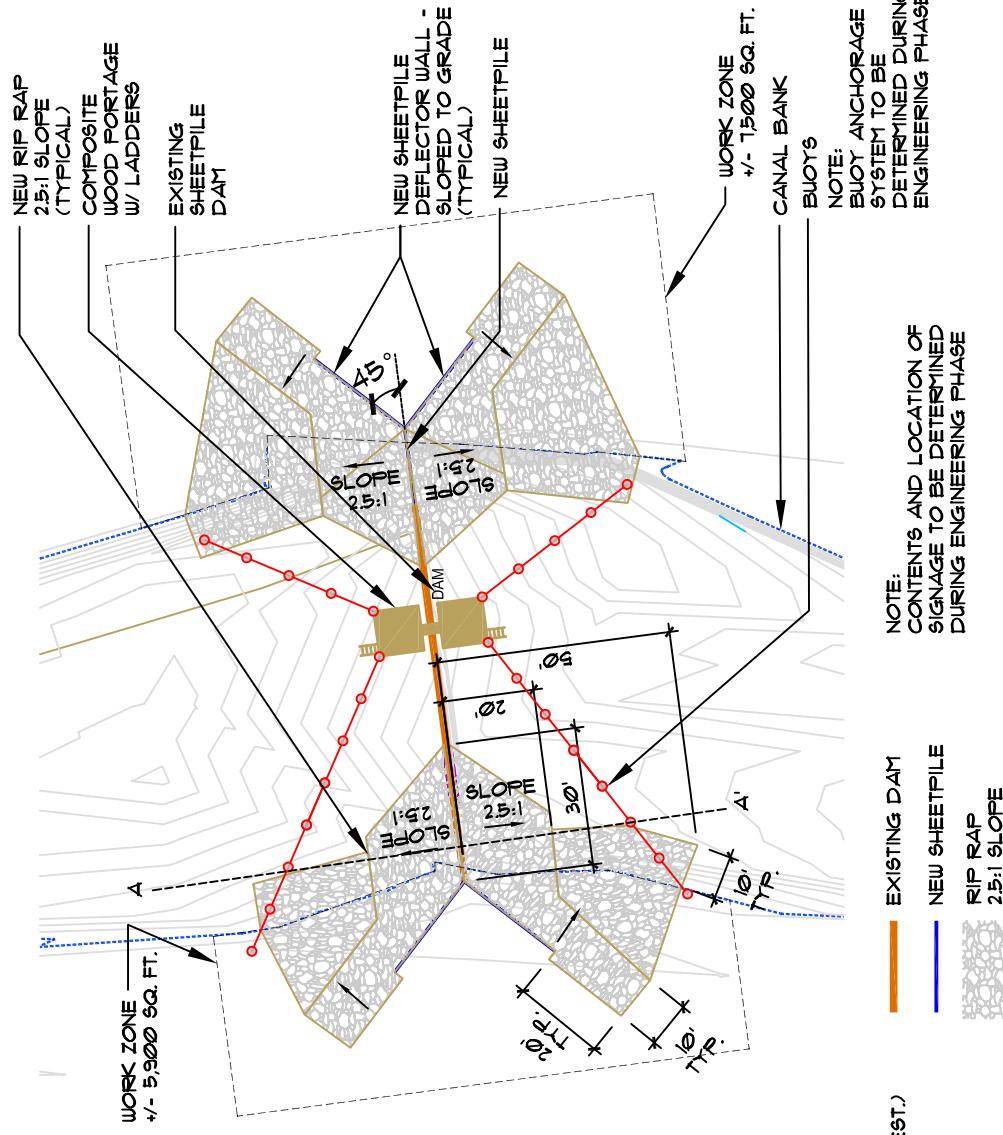 NEW RIP RAP
2.5:1 SLOPE
(TYPICAL)
COMPOSITE
WOOD PORTAGE
W/ LADDERS
EXISTING
SHEETPILE
DAM
NEW SHEETPILE
DEFLECTOR WALL -
SLOPED TO GRADE
(TYPICAL)
NEW SHEETPILE
WORK ZONE
+/- 7,500 SQ. FT.
CANAL BANK
BUOYS
NOTE:
BUOY ANCHORAGE
SYSTEM TO BE
DETERMINED DURING
ENGINEERING PHASE
45°
SLOPE
2.5:1
SLOPE
2.5:1
DAM
50'
20'
30'
SLOPE
2.5:1
SLOPE
2.5:1
A
A'
10'
TYP.
20'
TYP.
10'
TYP.
WORK ZONE
+/- 5,900 SQ. FT.
NOTE:
CONTENTS AND LOCATION OF
SIGNAGE TO BE DETERMINED
DURING ENGINEERING PHASE
EXISTING DAM
NEW SHEETPILE
RIP RAP
2.5:1 SLOPE
EST.)